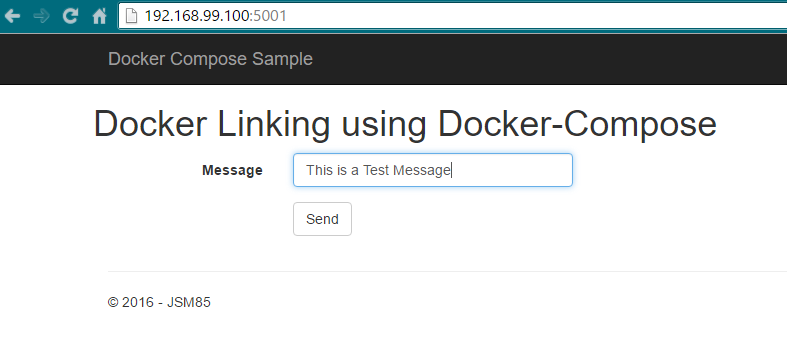 192.168.99.100:5001
Docker Compose Sample
Docker Linking using Docker-Compose
Message This is a Test Message
Send
© 2016 - JSM85